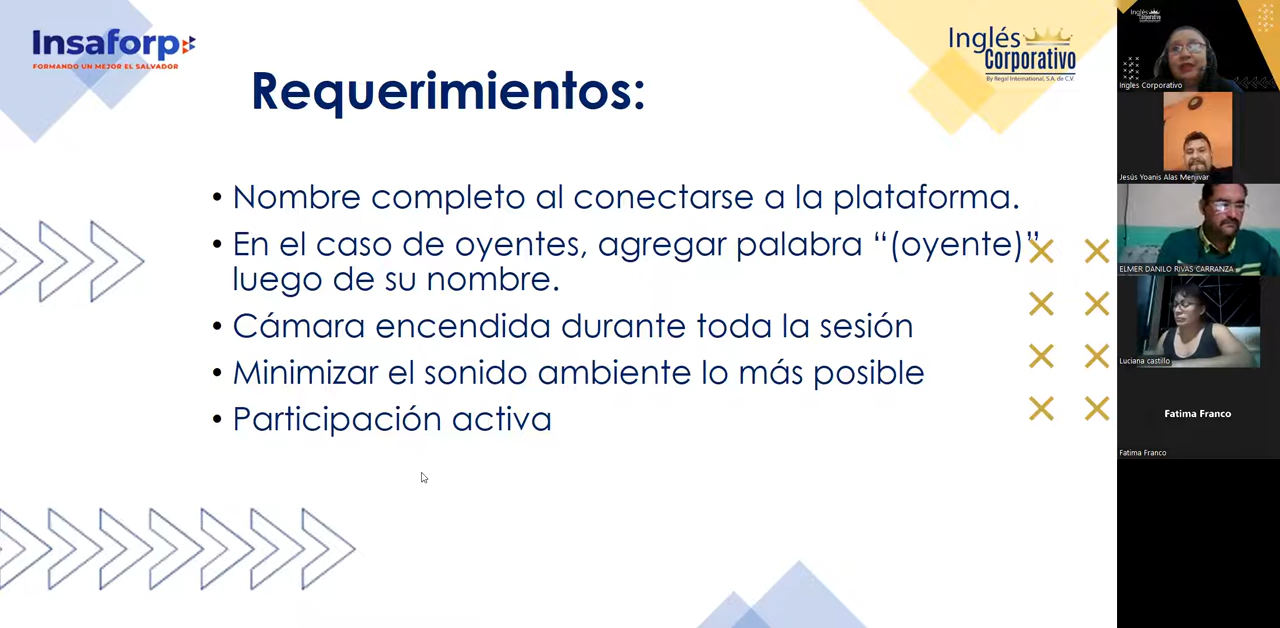 Insaforp
FORMANDO UN MEJOR EL SALVADOR
Inglés
Corporativo
By Regal International, S.A. de C.V.
Requerimientos:
• Nombre completo al conectarse a la plataforma.
• En el caso de oyentes, agregar palabra “(oyente)”
luego de su nombre.
• Cámara encendida durante toda la sesión
• Minimizar el sonido ambiente lo más posible
• Participación activa
Inglés
Corporativo
Ingles Corporativo
Jesús Yoanis Alas Menjivar
ELMER DANILO RIVAS CARRANZA
Luciana castillo
Fatima Franco
Fatima Franco